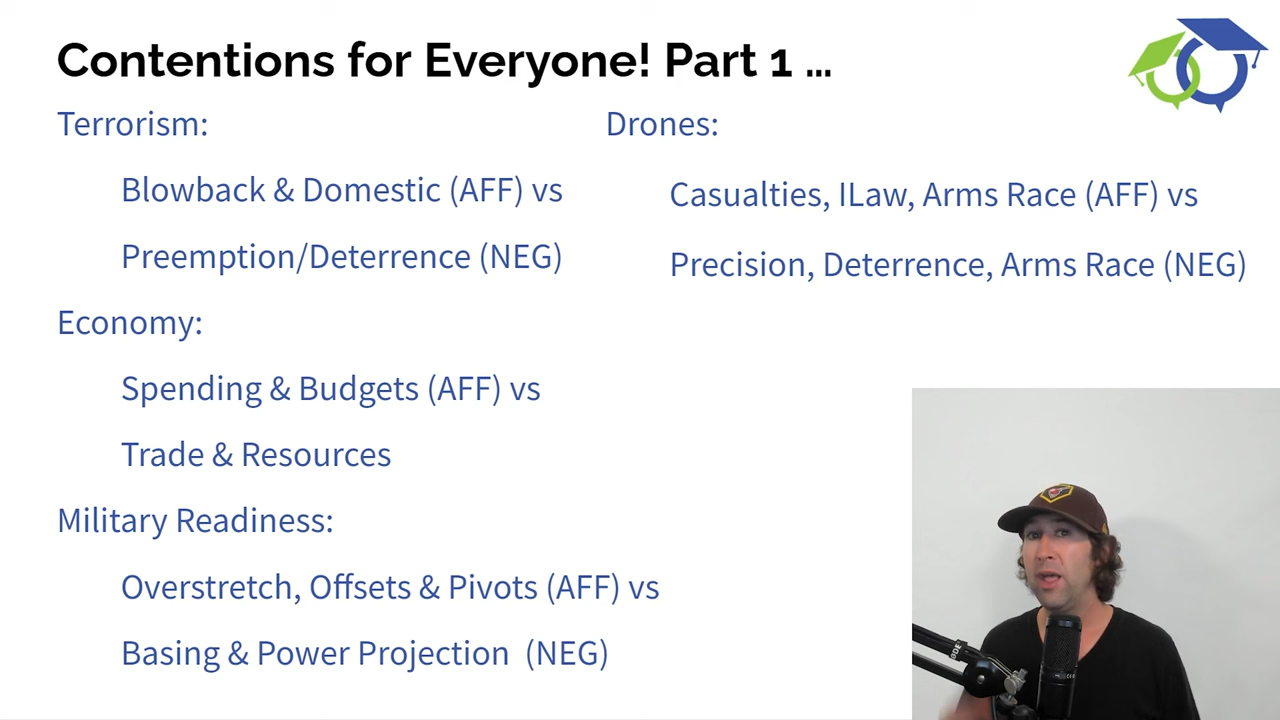 Contentions for Everyone! Part 1 ...
Terrorism:
Blowback & Domestic (AFF) vs
Preemption/Deterrence (NEG)
Economy:
Spending & Budgets (AFF) vs
Trade & Resources
Military Readiness:
Overstretch, Offsets & Pivots (AFF) vs
Basing & Power Projection (NEG)
Drones:
Casualties, ILaw, Arms Race (AFF) vs
Precision, Deterrence, Arms Race (NEG)